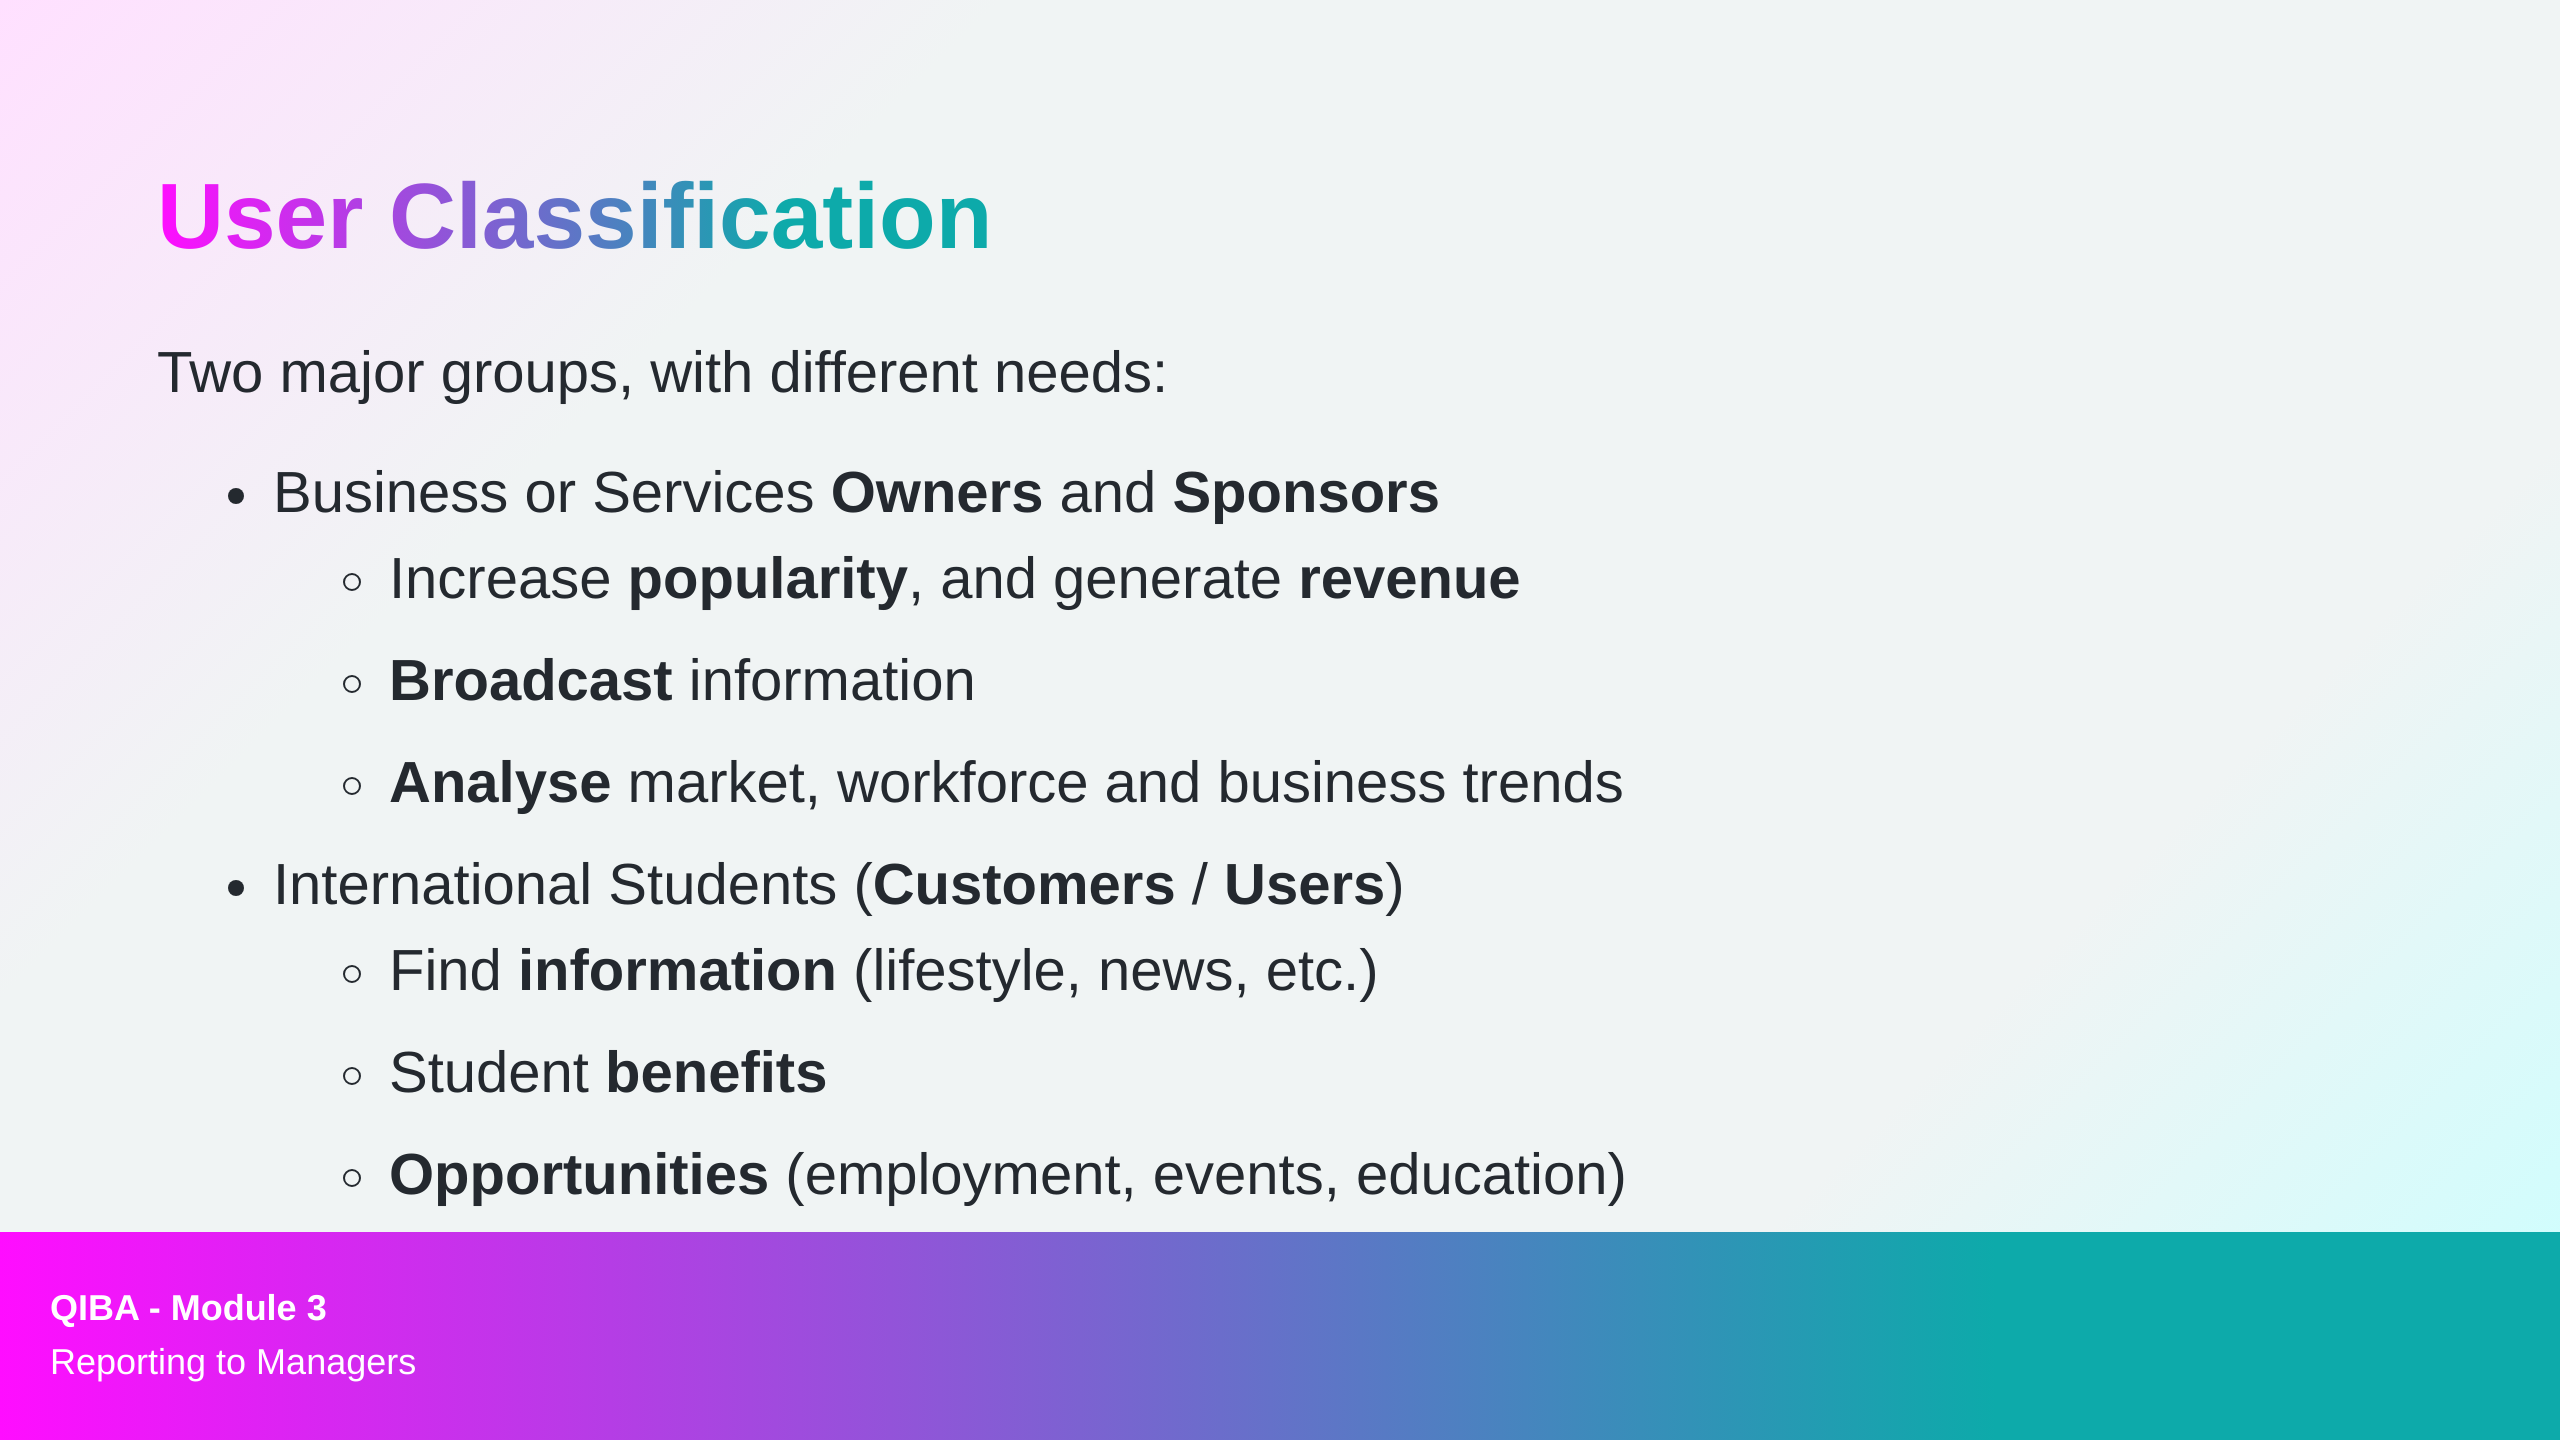 User Classification
Two major groups, with different needs:
Business or Services Owners and Sponsors
Increase popularity, and generate revenue
Broadcast information
Analyse market, workforce and business trends
International Students (Customers / Users)
Find information (lifestyle, news, etc.)
Student benefits
Opportunities (employment, events, education)
QIBA - Module 3
Reporting to Managers